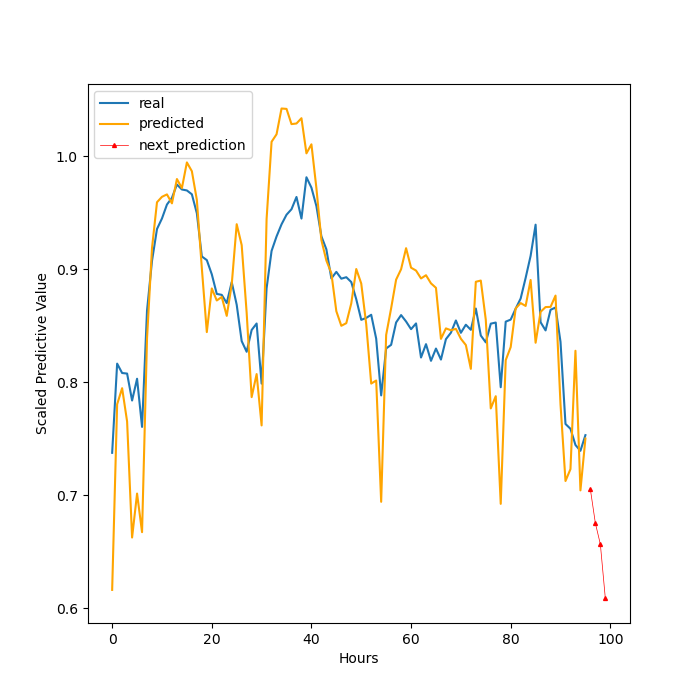 real
predicted
next_prediction
1.0
0.9
0.8
0.7
0.6
Scaled Predictive Value
0 20 40 60 80 100
Hours